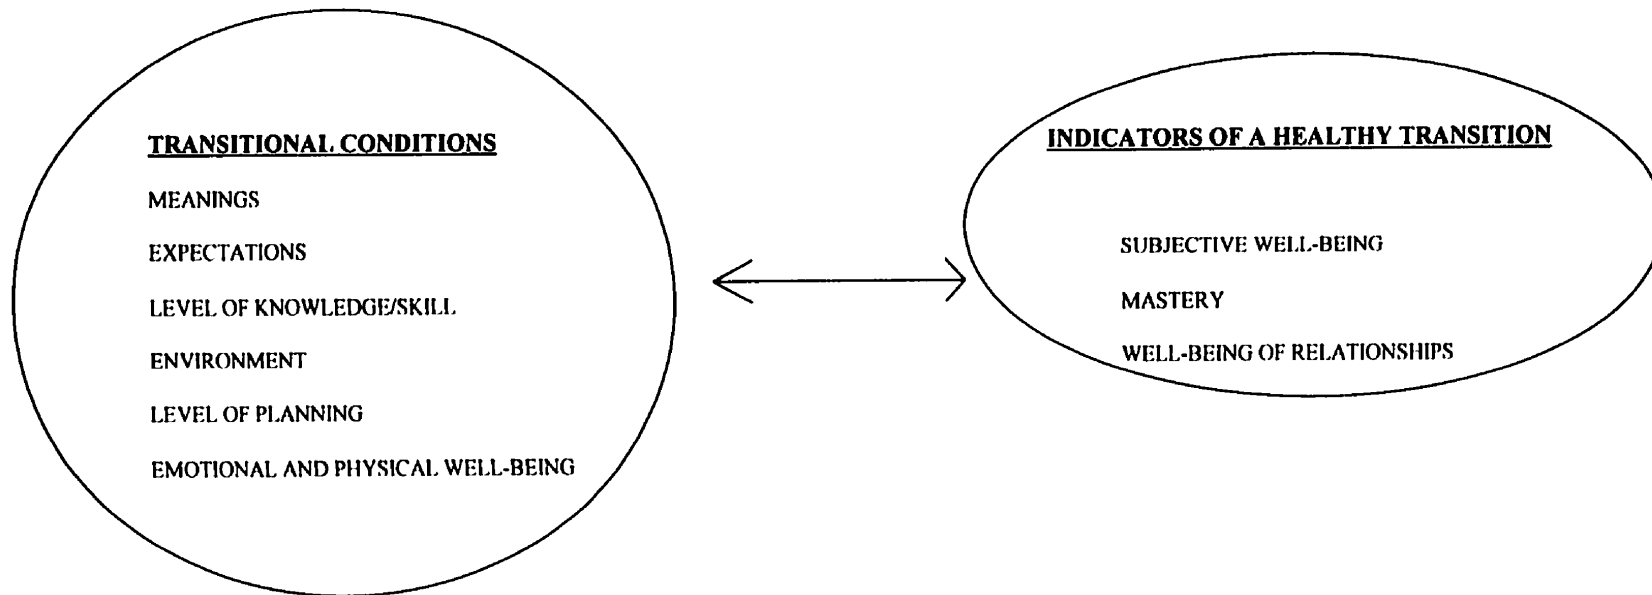 TRANSITIONAL CONDITIONS
MEANINGS
EXPECTATIONS
LEVEL OF KNOWLEDGE/SKILL
ENVIRONMENT
LEVEL OF PLANNING
EMOTIONAL AND PHYSICAL WELL-BEING
INDICATORS OF A HEALTHY TRANSITION
SUBJECTIVE WELL-BEING
MASTERY
WELL-BEING OF RELATIONSHIPS